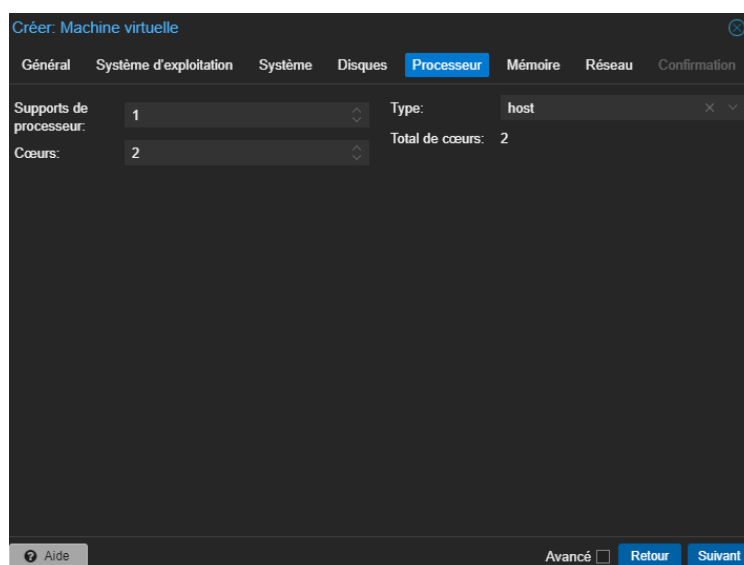 Créer: Machine virtuelle
Général Système d'exploitation Système Disques Processeur Mémoire Réseau Confirmation
Supports de processeur: 1
Type: host
Cœurs: 2
Total de cœurs: 2
Aide
Avancé Retour Suivant